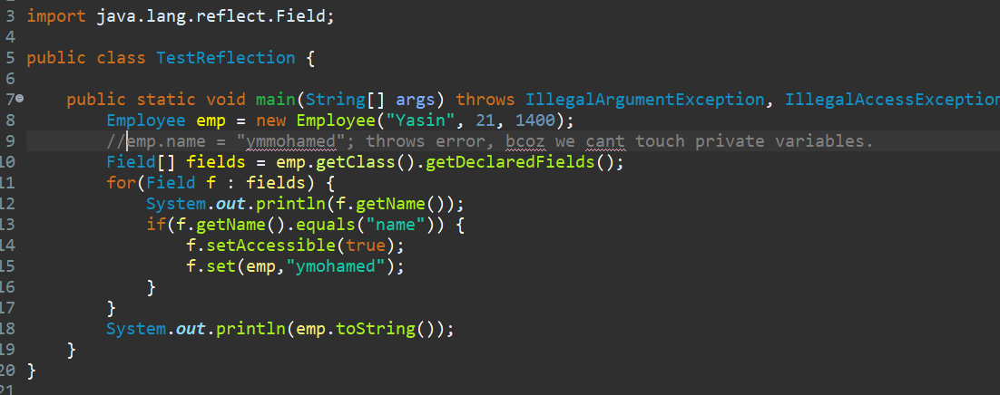 3 import java.lang.reflect.Field;
4
5 public class TestReflection {
6
7 public static void main(String[] args) throws IllegalArgumentException, IllegalAccessException
8 Employee emp = new Employee("Yasin", 21, 1400);
9 //emp.name = "ymmohamed"; throws error, bcoz we cant touch private variables.
10 Field[] fields = emp.getClass().getDeclaredFields();
11 for(Field f : fields) {
12 System.out.println(f.getName());
13 if(f.getName().equals("name")) {
14 f.setAccessible(true);
15 f.set(emp,"ymohamed");
16 }
17 }
18 System.out.println(emp.toString());
19 }
20 }
21